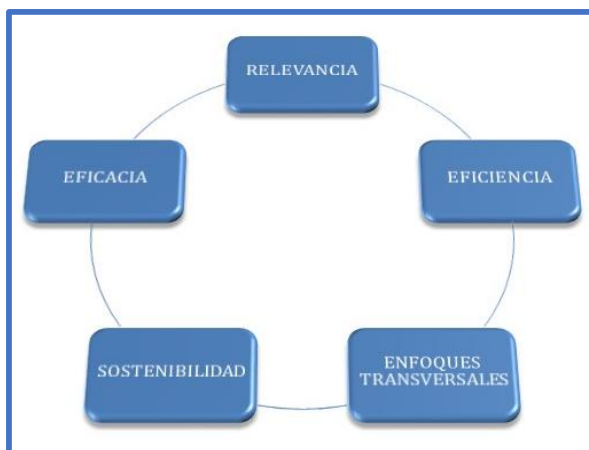 RELEVANCIA
EFICACIA
EFICIENCIA
SOSTENIBILIDAD
ENFOQUES
TRANSVERSALES